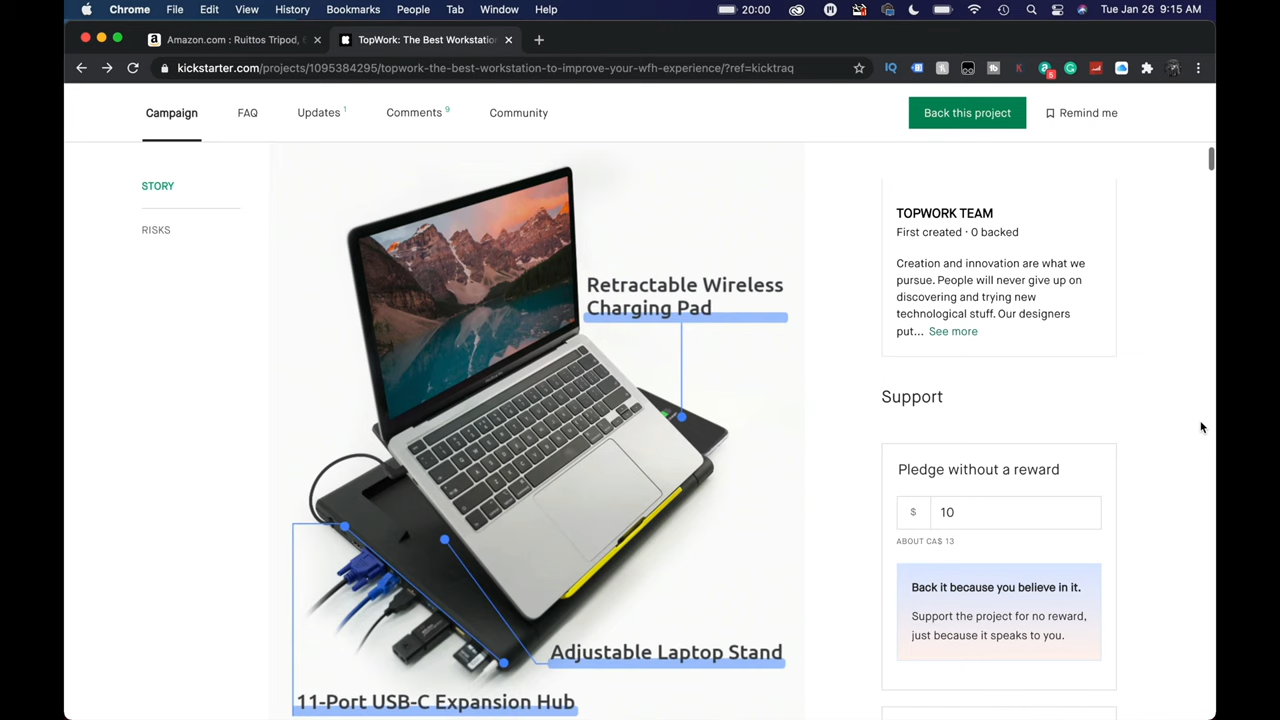 Chrome File Edit View History Bookmarks People Tab Window Help 20:00 Tue Jan 26 9:15 AM
Amazon.com : Ruittos Tripod, TopWork: The Best Workstation
kickstarter.com/projects/1095384295/topwork-the-best-workstation-to-improve-your-wfh-experience/?ref=kicktraq
Campaign FAQ Updates 1 Comments 9 Community Back this project Remind me
STORY
RISKS
Retractable Wireless
Charging Pad
Adjustable Laptop Stand
11-Port USB-C Expansion Hub
TOPWORK TEAM
First created · 0 backed
Creation and innovation are what we
pursue. People will never give up on
discovering and trying new
technological stuff. Our designers
put... See more
Support
Pledge without a reward
$ 10
ABOUT CA$ 13
Back it because you believe in it.
Support the project for no reward,
just because it speaks to you.